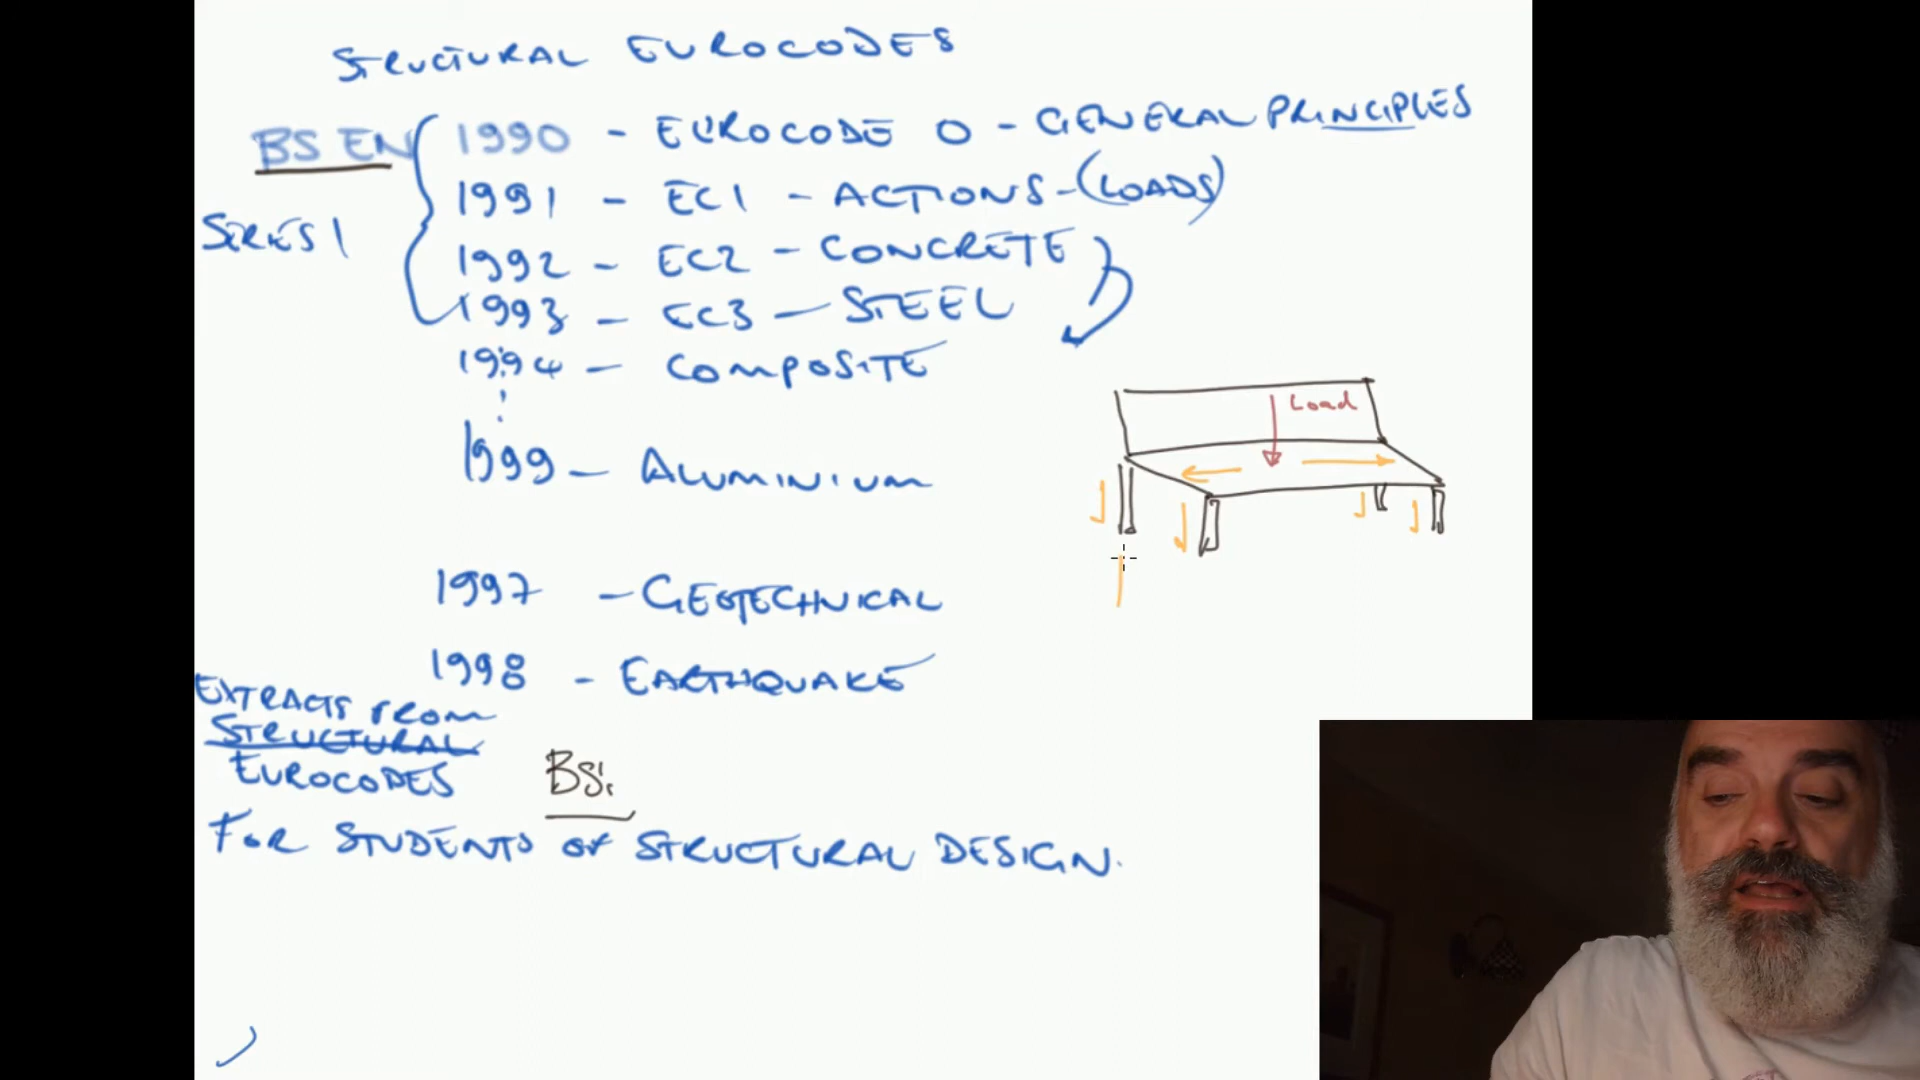 STRUCTURAL EUROCODES
BS EN 1990 - EUROCODE 0 - GENERAL PRINCIPLES
1991 - EC1 - ACTIONS - (LOADS)
SERIES 1
1992 - EC2 - CONCRETE
1993 - EC3 - STEEL
1994 - COMPOSITE
Load
1999 - ALUMINIUM
1997 - GEOTECHNICAL
1998 - EARTHQUAKE
EXTRACTS FROM
STRUCTURAL
EUROCODES
BSi
FOR STUDENTS OF STRUCTURAL DESIGN.